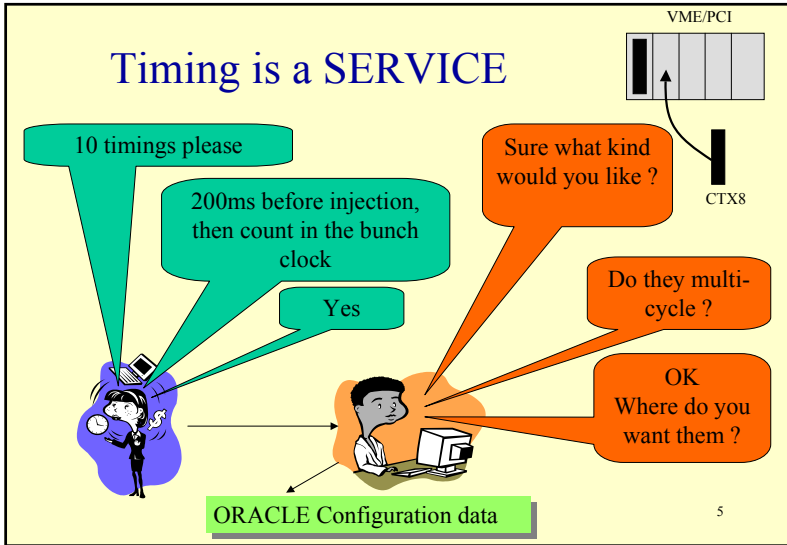 VME/PCI
Timing is a SERVICE
10 timings please
Sure what kind
would you like ?
CTX8
200ms before injection,
then count in the bunch
clock
Do they multi-
cycle ?
Yes
OK
Where do you
want them ?
$
ORACLE Configuration data
5